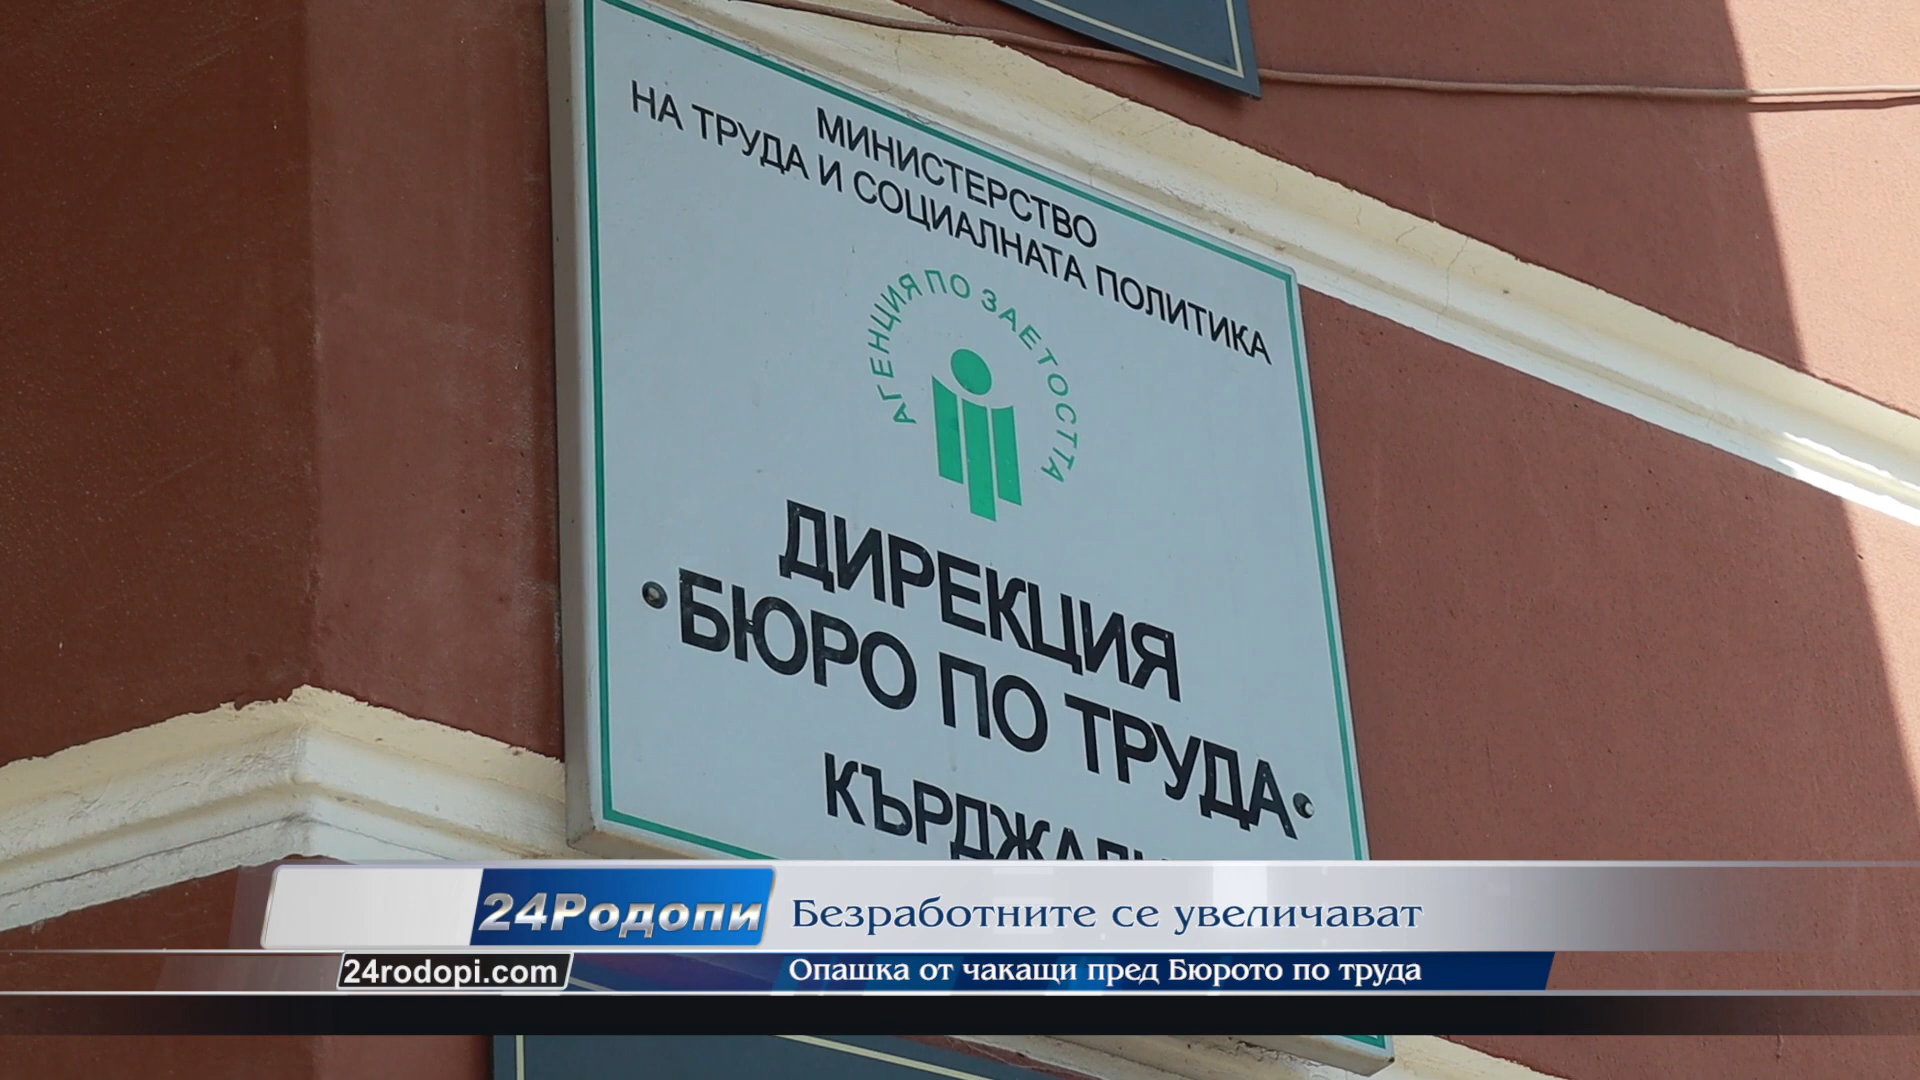 МИНИСТЕРСТВО
НА ТРУДА И СОЦИАЛНАТА ПОЛИТИКА
АГЕНЦИЯ ПО ЗАЕТОСТТА
ДИРЕКЦИЯ
•БЮРО ПО ТРУДА•
24Родопи
Безработните се увеличават
24rodopi.com
Опашка от чакащи пред Бюрото по труда